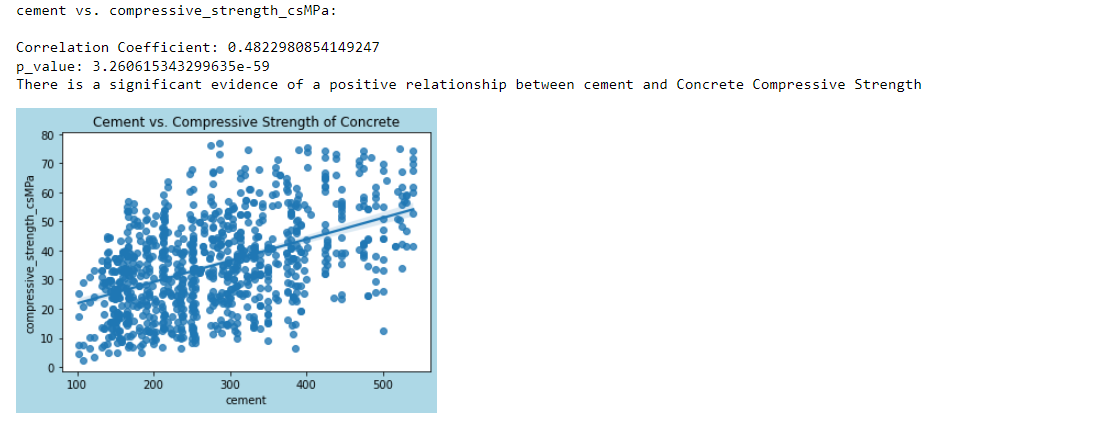 cement vs. compressive_strength_csMPa:
Correlation Coefficient: 0.4822980854149247
p_value: 3.260615343299635e-59
There is a significant evidence of a positive relationship between cement and Concrete Compressive Strength
Cement vs. Compressive Strength of Concrete
compressive_strength_csMPa
80
70
60
50
40
30
20
10
0
100 200 300 400 500
cement